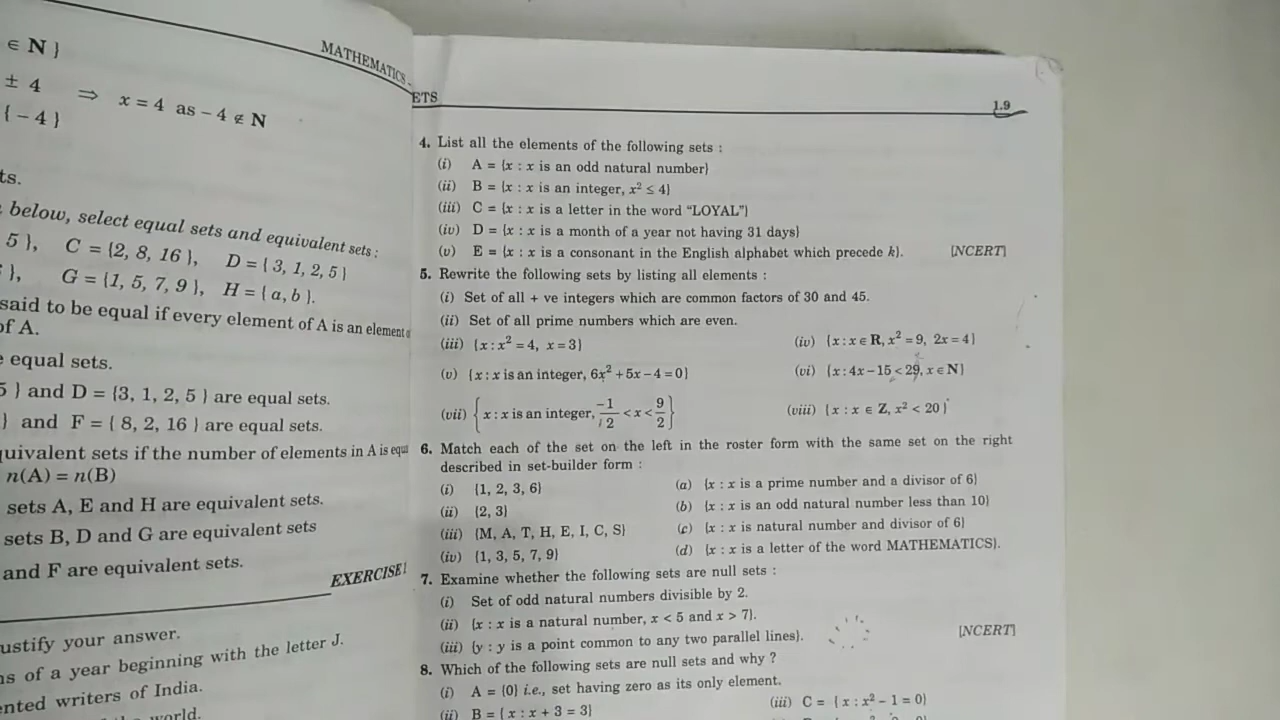 ∈ N }
± 4 ⇒ x = 4 as – 4 ∉ N
{ – 4 }
ts.
below, select equal sets and equivalent sets :
5 }, C = {2, 8, 16 }, D = { 3, 1, 2, 5 }
}, G = {1, 5, 7, 9 }, H = { a, b }.
said to be equal if every element of A is an element
of A.
equal sets.
5 } and D = {3, 1, 2, 5 } are equal sets.
} and F = { 8, 2, 16 } are equal sets.
quivalent sets if the number of elements in A is equ
n(A) = n(B)
sets A, E and H are equivalent sets.
sets B, D and G are equivalent sets
and F are equivalent sets.
EXERCISE
ustify your answer.
ns of a year beginning with the letter J.
ented writers of India.
world.
MATHEMATICS -
ETS 1.9
4. List all the elements of the following sets :
(i) A = {x : x is an odd natural number}
(ii) B = {x : x is an integer, x² ≤ 4}
(iii) C = {x : x is a letter in the word “LOYAL”}
(iv) D = {x : x is a month of a year not having 31 days}
(v) E = {x : x is a consonant in the English alphabet which precede k}. [NCERT]
5. Rewrite the following sets by listing all elements :
(i) Set of all + ve integers which are common factors of 30 and 45.
(ii) Set of all prime numbers which are even.
(iii) {x : x² = 4, x = 3} (iv) {x : x ∈ R, x² = 9, 2x = 4}
(v) {x : x is an integer, 6x² + 5x – 4 = 0} (vi) {x : 4x – 15 < 29, x ∈ N}
(vii) {x : x is an integer, -1/2 < x < 9/2} (viii) {x : x ∈ Z, x² < 20}
6. Match each of the set on the left in the roster form with the same set on the right
described in set-builder form :
(i) {1, 2, 3, 6} (a) {x : x is a prime number and a divisor of 6}
(ii) {2, 3} (b) {x : x is an odd natural number less than 10}
(iii) {M, A, T, H, E, I, C, S} (c) {x : x is natural number and divisor of 6}
(iv) {1, 3, 5, 7, 9} (d) {x : x is a letter of the word MATHEMATICS}.
7. Examine whether the following sets are null sets :
(i) Set of odd natural numbers divisible by 2.
(ii) {x : x is a natural number, x < 5 and x > 7}.
(iii) {y : y is a point common to any two parallel lines}. [NCERT]
8. Which of the following sets are null sets and why ?
(i) A = {0} i.e., set having zero as its only element.
(ii) B = { x : x + 3 = 3} (iii) C = { x : x² – 1 = 0}